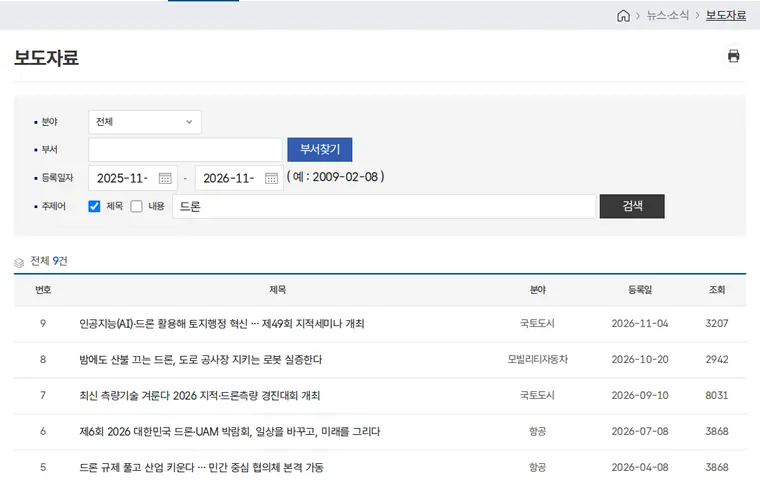 뉴스·소식 > 보도자료
보도자료
분야 전체
부서 부서찾기
등록일자 2025-11- - 2026-11- ( 예 : 2009-02-08 )
주제어 제목 내용 드론 검색
전체 9건
번호 제목 분야 등록일 조회
9 인공지능(AI)·드론 활용해 토지행정 혁신 … 제49회 지적세미나 개최 국토도시 2026-11-04 3207
8 밤에도 산불 끄는 드론, 도로 공사장 지키는 로봇 실증한다 모빌리티자동차 2026-10-20 2942
7 최신 측량기술 겨룬다 2026 지적·드론측량 경진대회 개최 국토도시 2026-09-10 8031
6 제6회 2026 대한민국 드론·UAM 박람회, 일상을 바꾸고, 미래를 그리다 항공 2026-07-08 3868
5 드론 규제 풀고 산업 키운다 … 민간 중심 협의체 본격 가동 항공 2026-04-08 3868